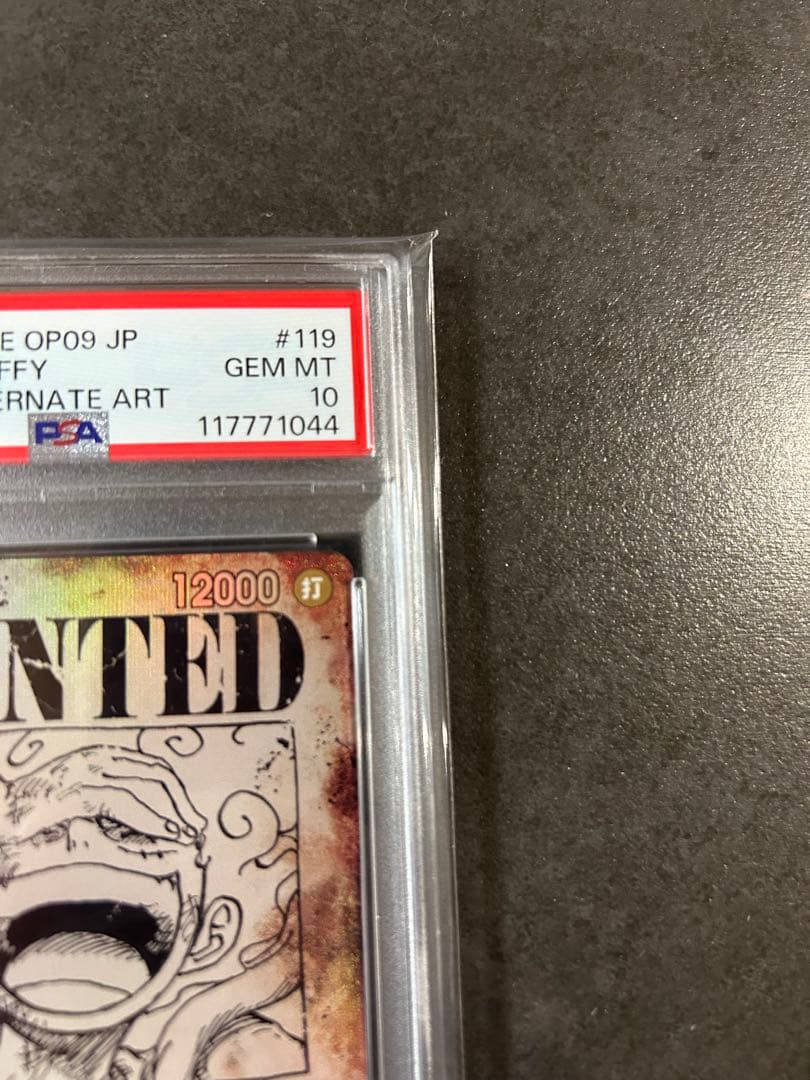 E OP09 JP #119
FFY GEM MT
ERNATE ART 10
PSA 117771044
12000 打
NTED